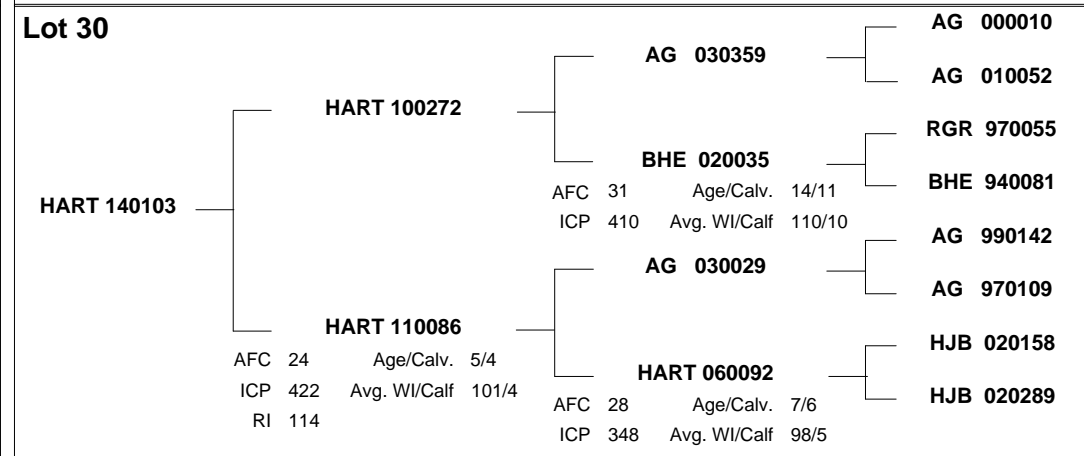 Lot 30
AG 000010
AG 030359
AG 010052
HART 100272
RGR 970055
BHE 020035
BHE 940081
AFC 31 Age/Calv. 14/11
HART 140103
ICP 410 Avg. WI/Calf 110/10
AG 990142
AG 030029
AG 970109
HART 110086
HJB 020158
AFC 24 Age/Calv. 5/4
HART 060092
ICP 422 Avg. WI/Calf 101/4
HJB 020289
AFC 28 Age/Calv. 7/6
RI 114
ICP 348 Avg. WI/Calf 98/5